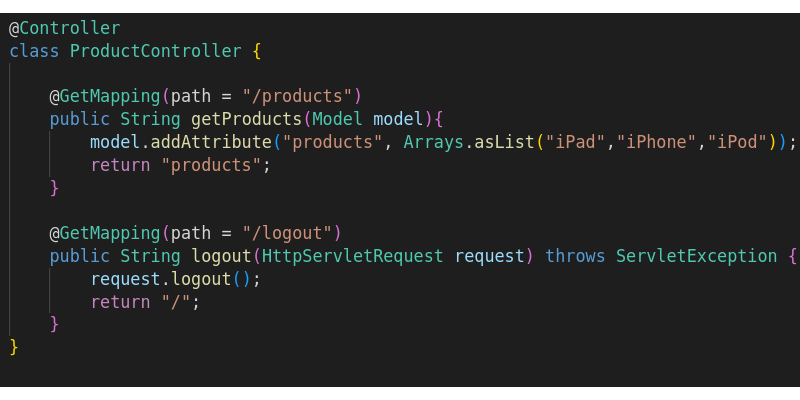 @Controller
class ProductController {
@GetMapping(path = "/products")
public String getProducts(Model model){
model.addAttribute("products", Arrays.asList("iPad","iPhone","iPod"));
return "products";
}
@GetMapping(path = "/logout")
public String logout(HttpServletRequest request) throws ServletException {
request.logout();
return "/";
}
}